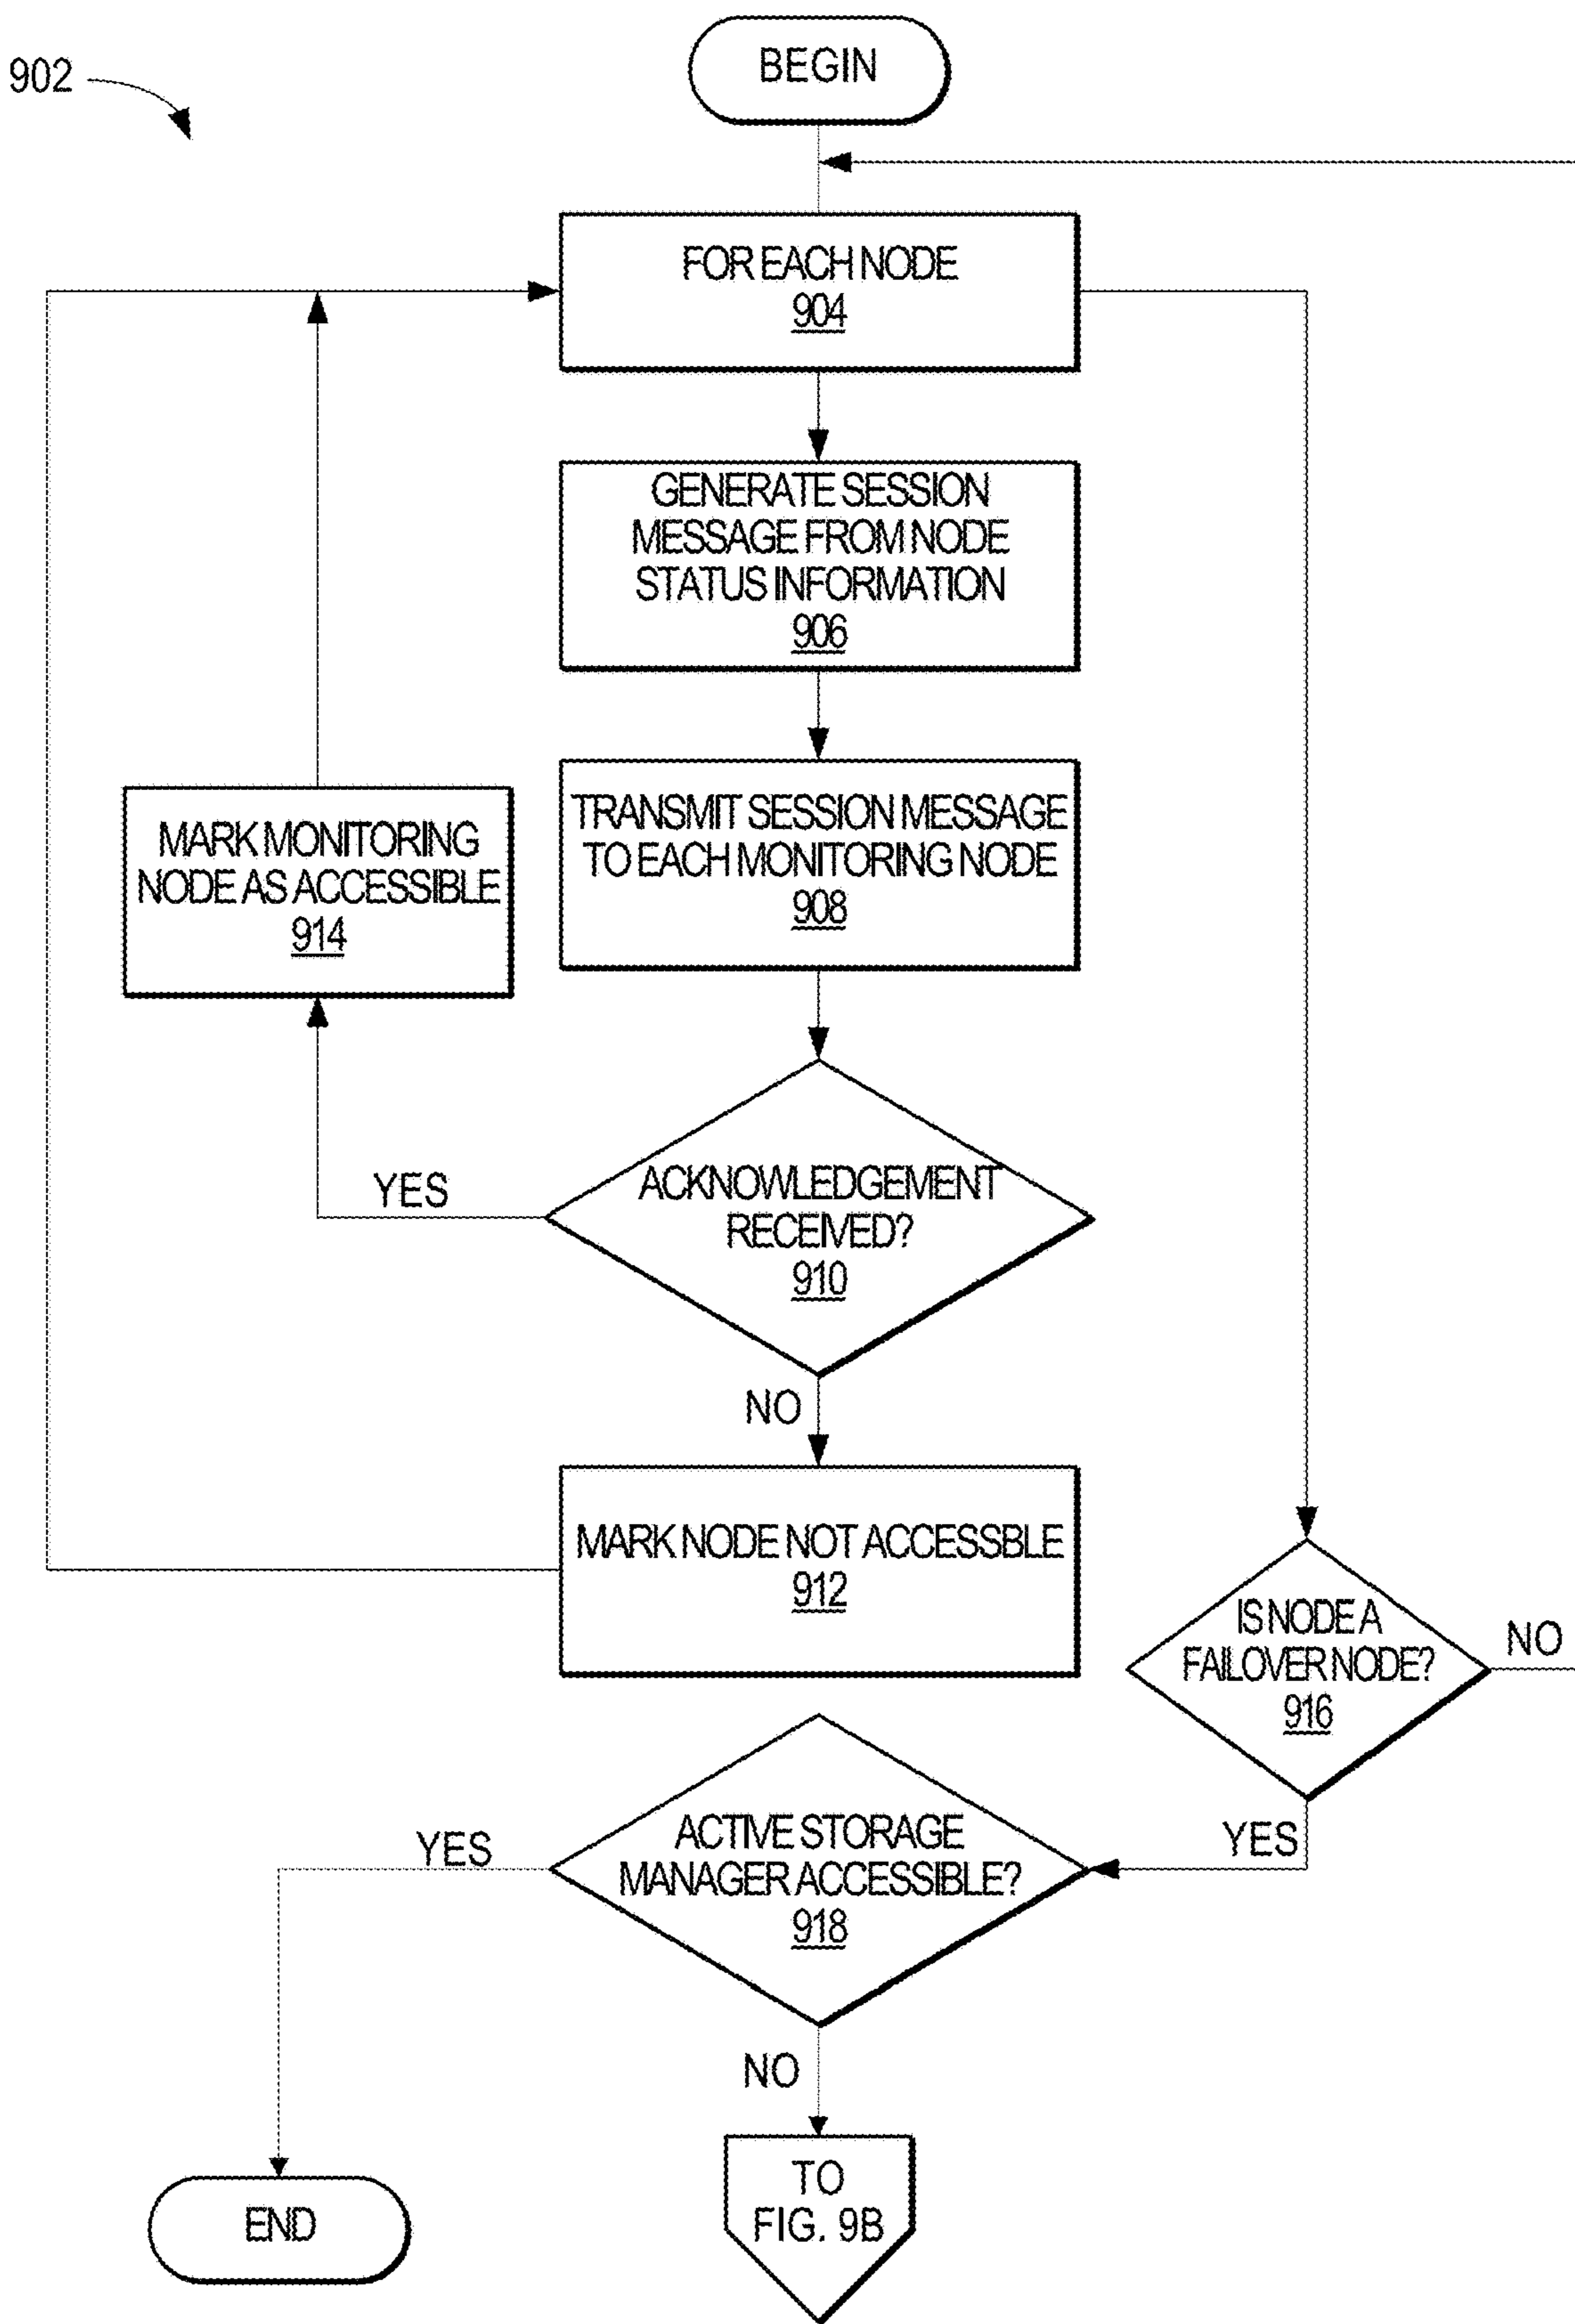 902
BEGIN
FOR EACH NODE
904
GENERATE SESSION
MESSAGE FROM NODE
STATUS INFORMATION
906
TRANSMIT SESSION MESSAGE
TO EACH MONITORING NODE
908
MARK MONITORING
NODE AS ACCESSIBLE
914
YES
ACKNOWLEDGEMENT
RECEIVED?
910
NO
MARK NODE NOT ACCESSBLE
912
IS NODE A
FAILOVER NODE?
916
NO
YES
ACTIVE STORAGE
MANAGER ACCESSIBLE?
918
YES
NO
END
TO
FIG. 9B